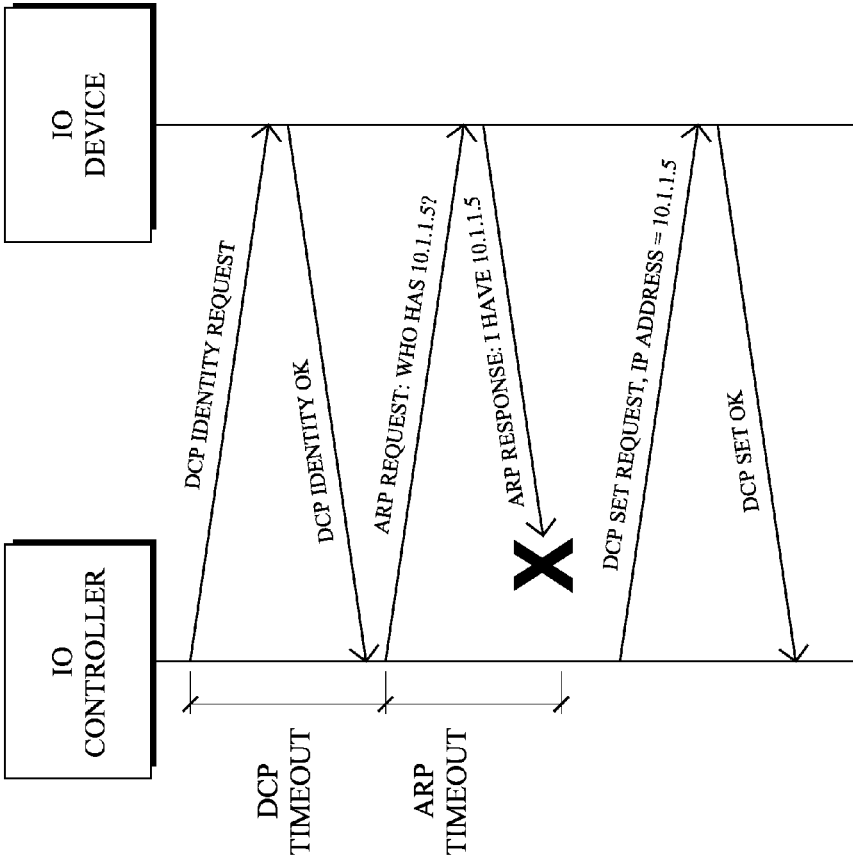 IO
DEVICE
IO
CONTROLLER
DCP IDENTITY REQUEST
DCP IDENTITY OK
ARP REQUEST: WHO HAS 10.1.1.5?
ARP RESPONSE: I HAVE 10.1.1.5
X
DCP SET REQUEST, IP ADDRESS = 10.1.1.5
DCP SET OK
DCP
TIMEOUT
ARP
TIMEOUT